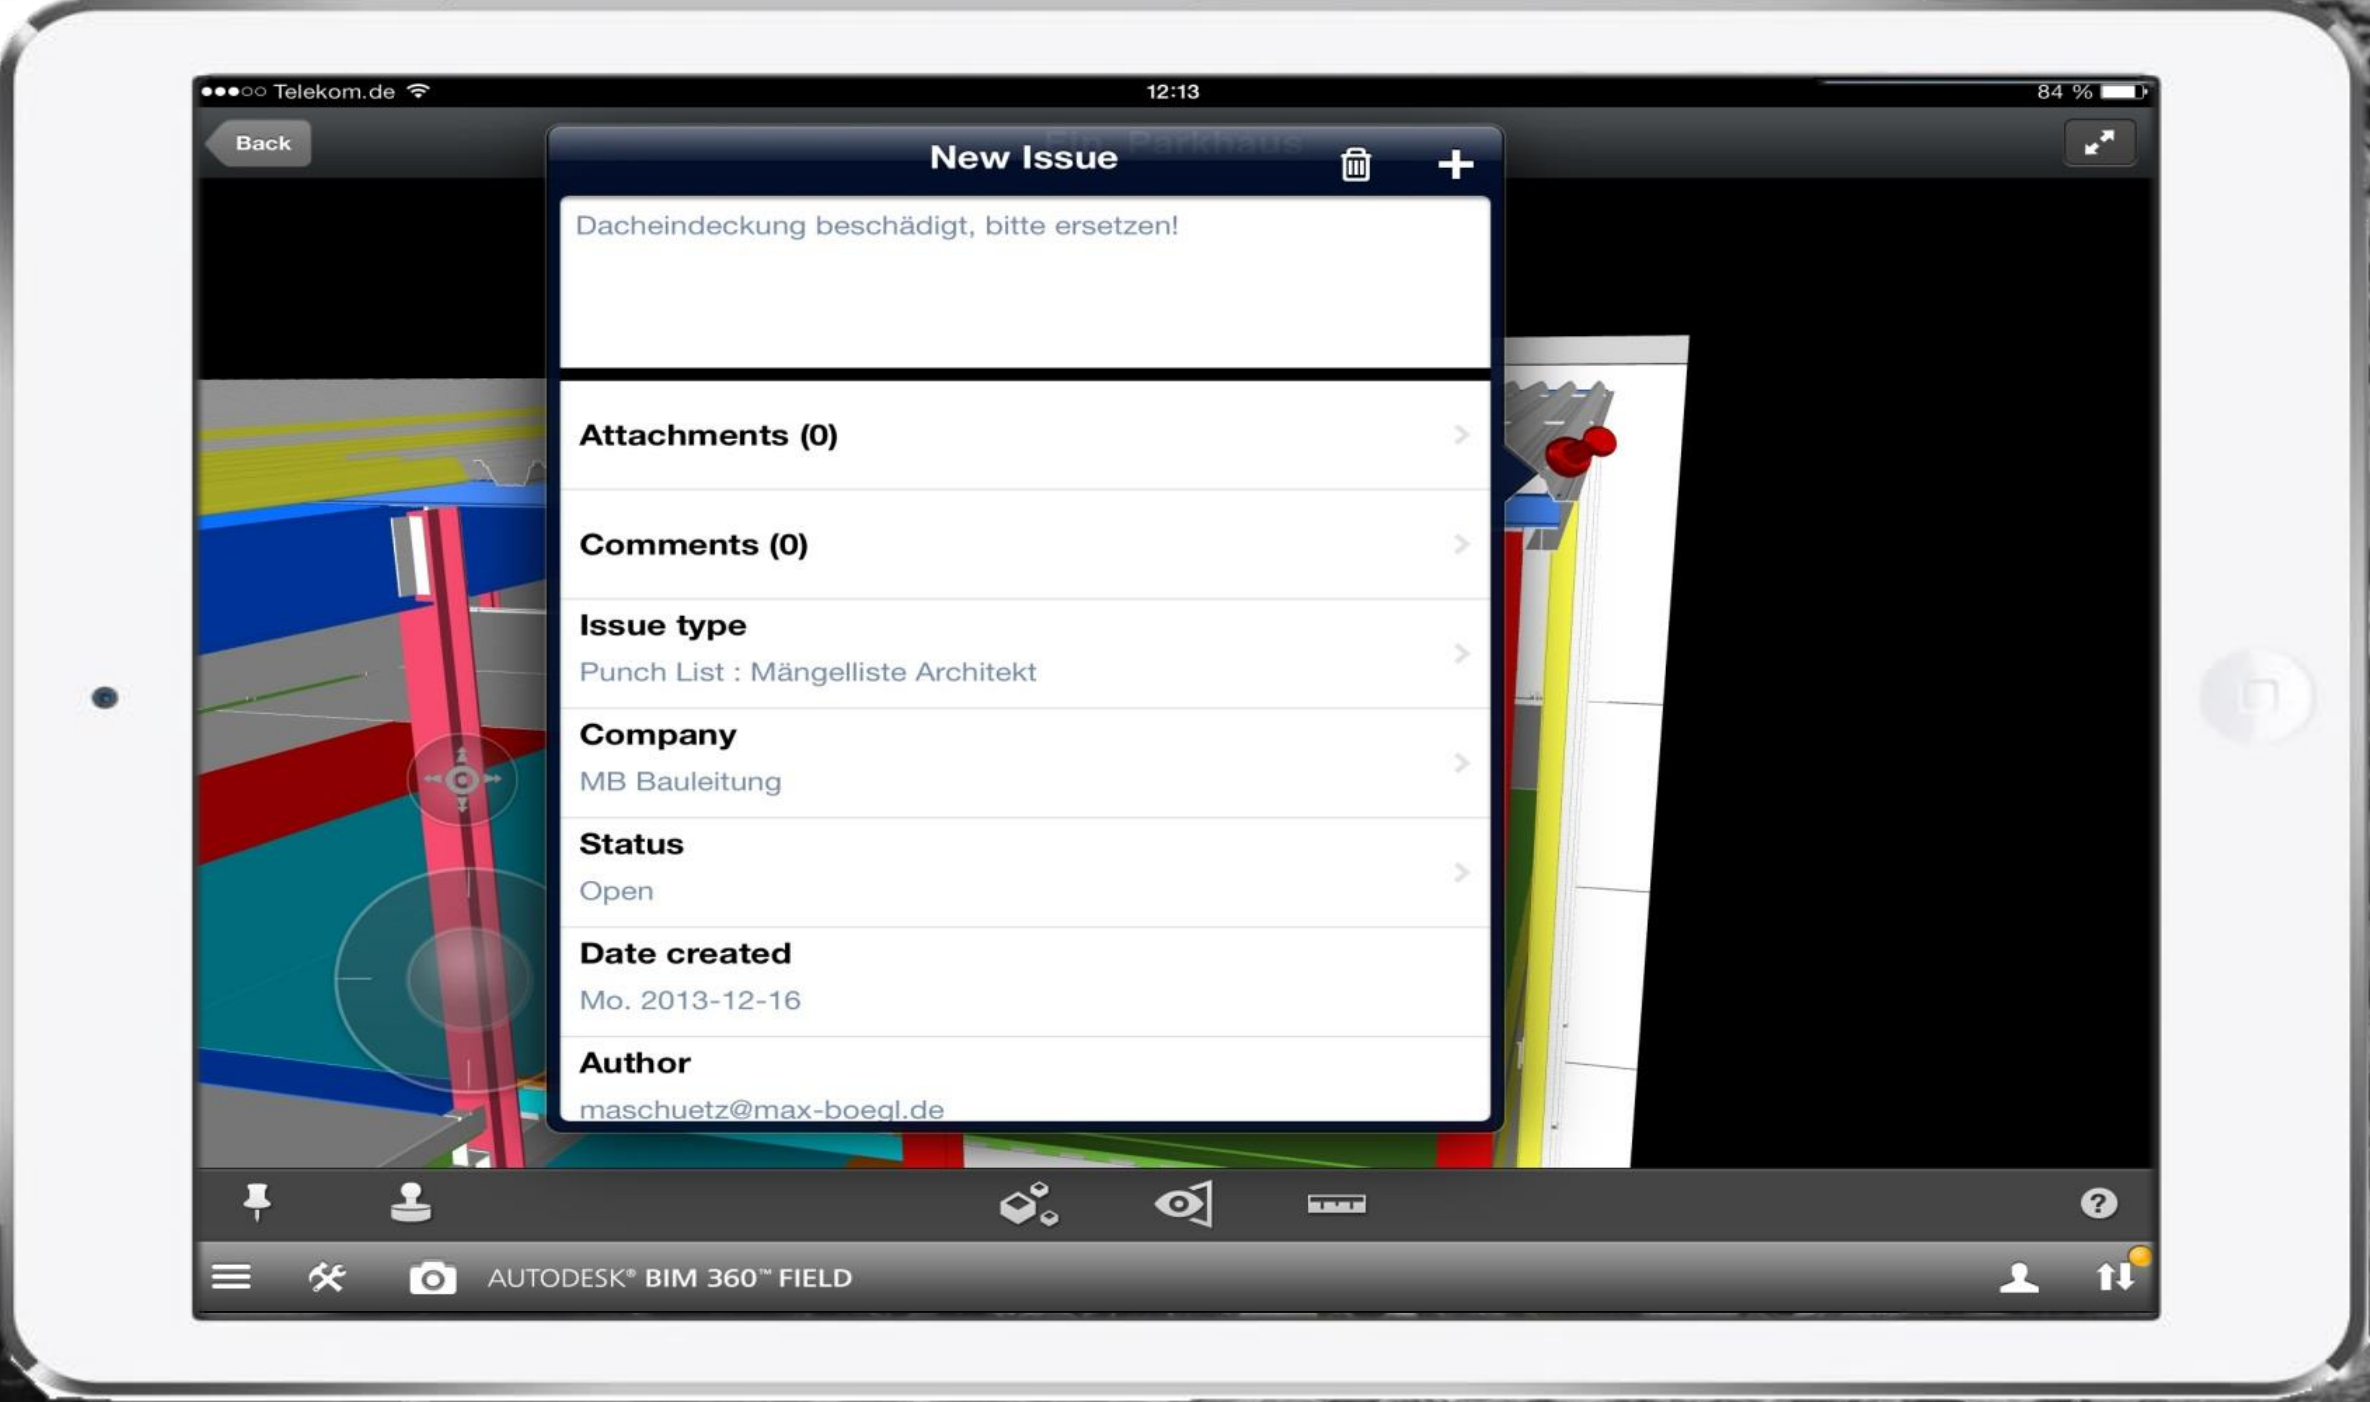 Telekom.de
12:13
84 %
Back
Ein Parkhaus
New Issue
Dacheindeckung beschädigt, bitte ersetzen!
Attachments (0)
Comments (0)
Issue type
Punch List : Mängelliste Architekt
Company
MB Bauleitung
Status
Open
Date created
Mo. 2013-12-16
Author
maschuetz@max-boegl.de
?
AUTODESK® BIM 360™ FIELD